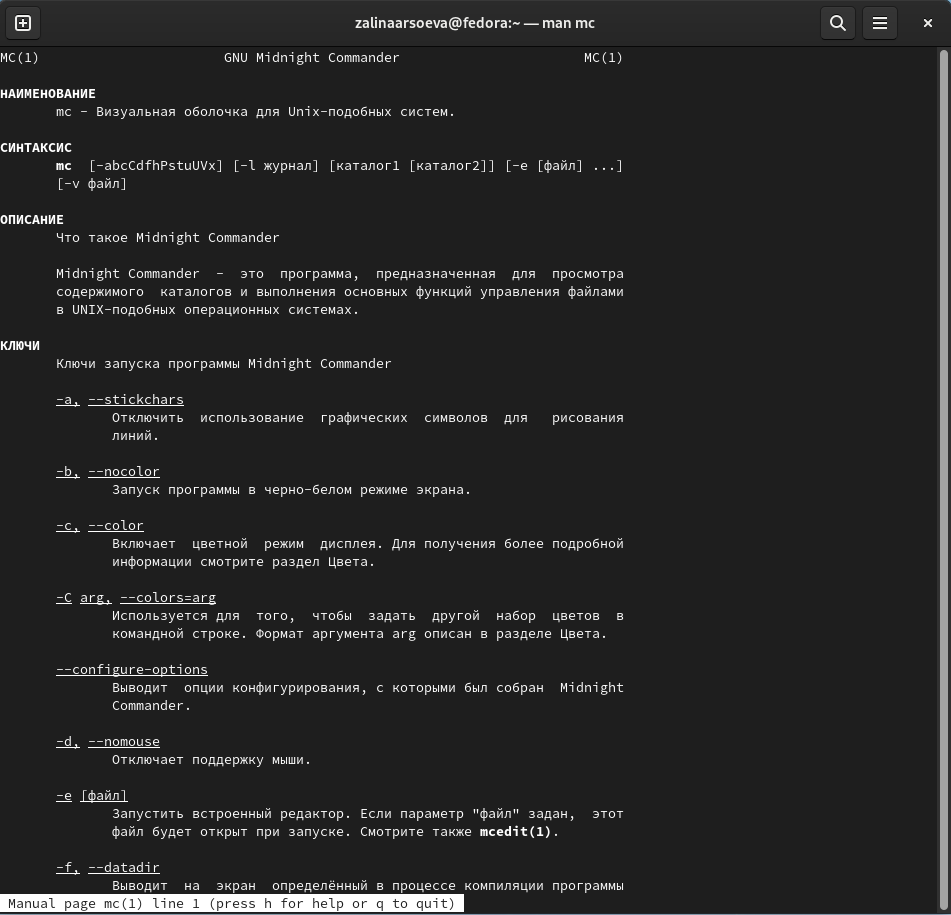 zalinaarsoeva@fedora:~ — man mc
MC(1) GNU Midnight Commander MC(1)
НАИМЕНОВАНИЕ
mc - Визуальная оболочка для Unix-подобных систем.
СИНТАКСИС
mc [-abcCdfhPstuUVx] [-l журнал] [каталог1 [каталог2]] [-e [файл] ...]
[-v файл]
ОПИСАНИЕ
Что такое Midnight Commander
Midnight Commander - это программа, предназначенная для просмотра
содержимого каталогов и выполнения основных функций управления файлами
в UNIX-подобных операционных системах.
КЛЮЧИ
Ключи запуска программы Midnight Commander
-a, --stickchars
Отключить использование графических символов для рисования
линий.
-b, --nocolor
Запуск программы в черно-белом режиме экрана.
-c, --color
Включает цветной режим дисплея. Для получения более подробной
информации смотрите раздел Цвета.
-C arg, --colors=arg
Используется для того, чтобы задать другой набор цветов в
командной строке. Формат аргумента arg описан в разделе Цвета.
--configure-options
Выводит опции конфигурирования, с которыми был собран Midnight
Commander.
-d, --nomouse
Отключает поддержку мыши.
-e [файл]
Запустить встроенный редактор. Если параметр "файл" задан, этот
файл будет открыт при запуске. Смотрите также mcedit(1).
-f, --datadir
Выводит на экран определённый в процессе компиляции программы
Manual page mc(1) line 1 (press h for help or q to quit)